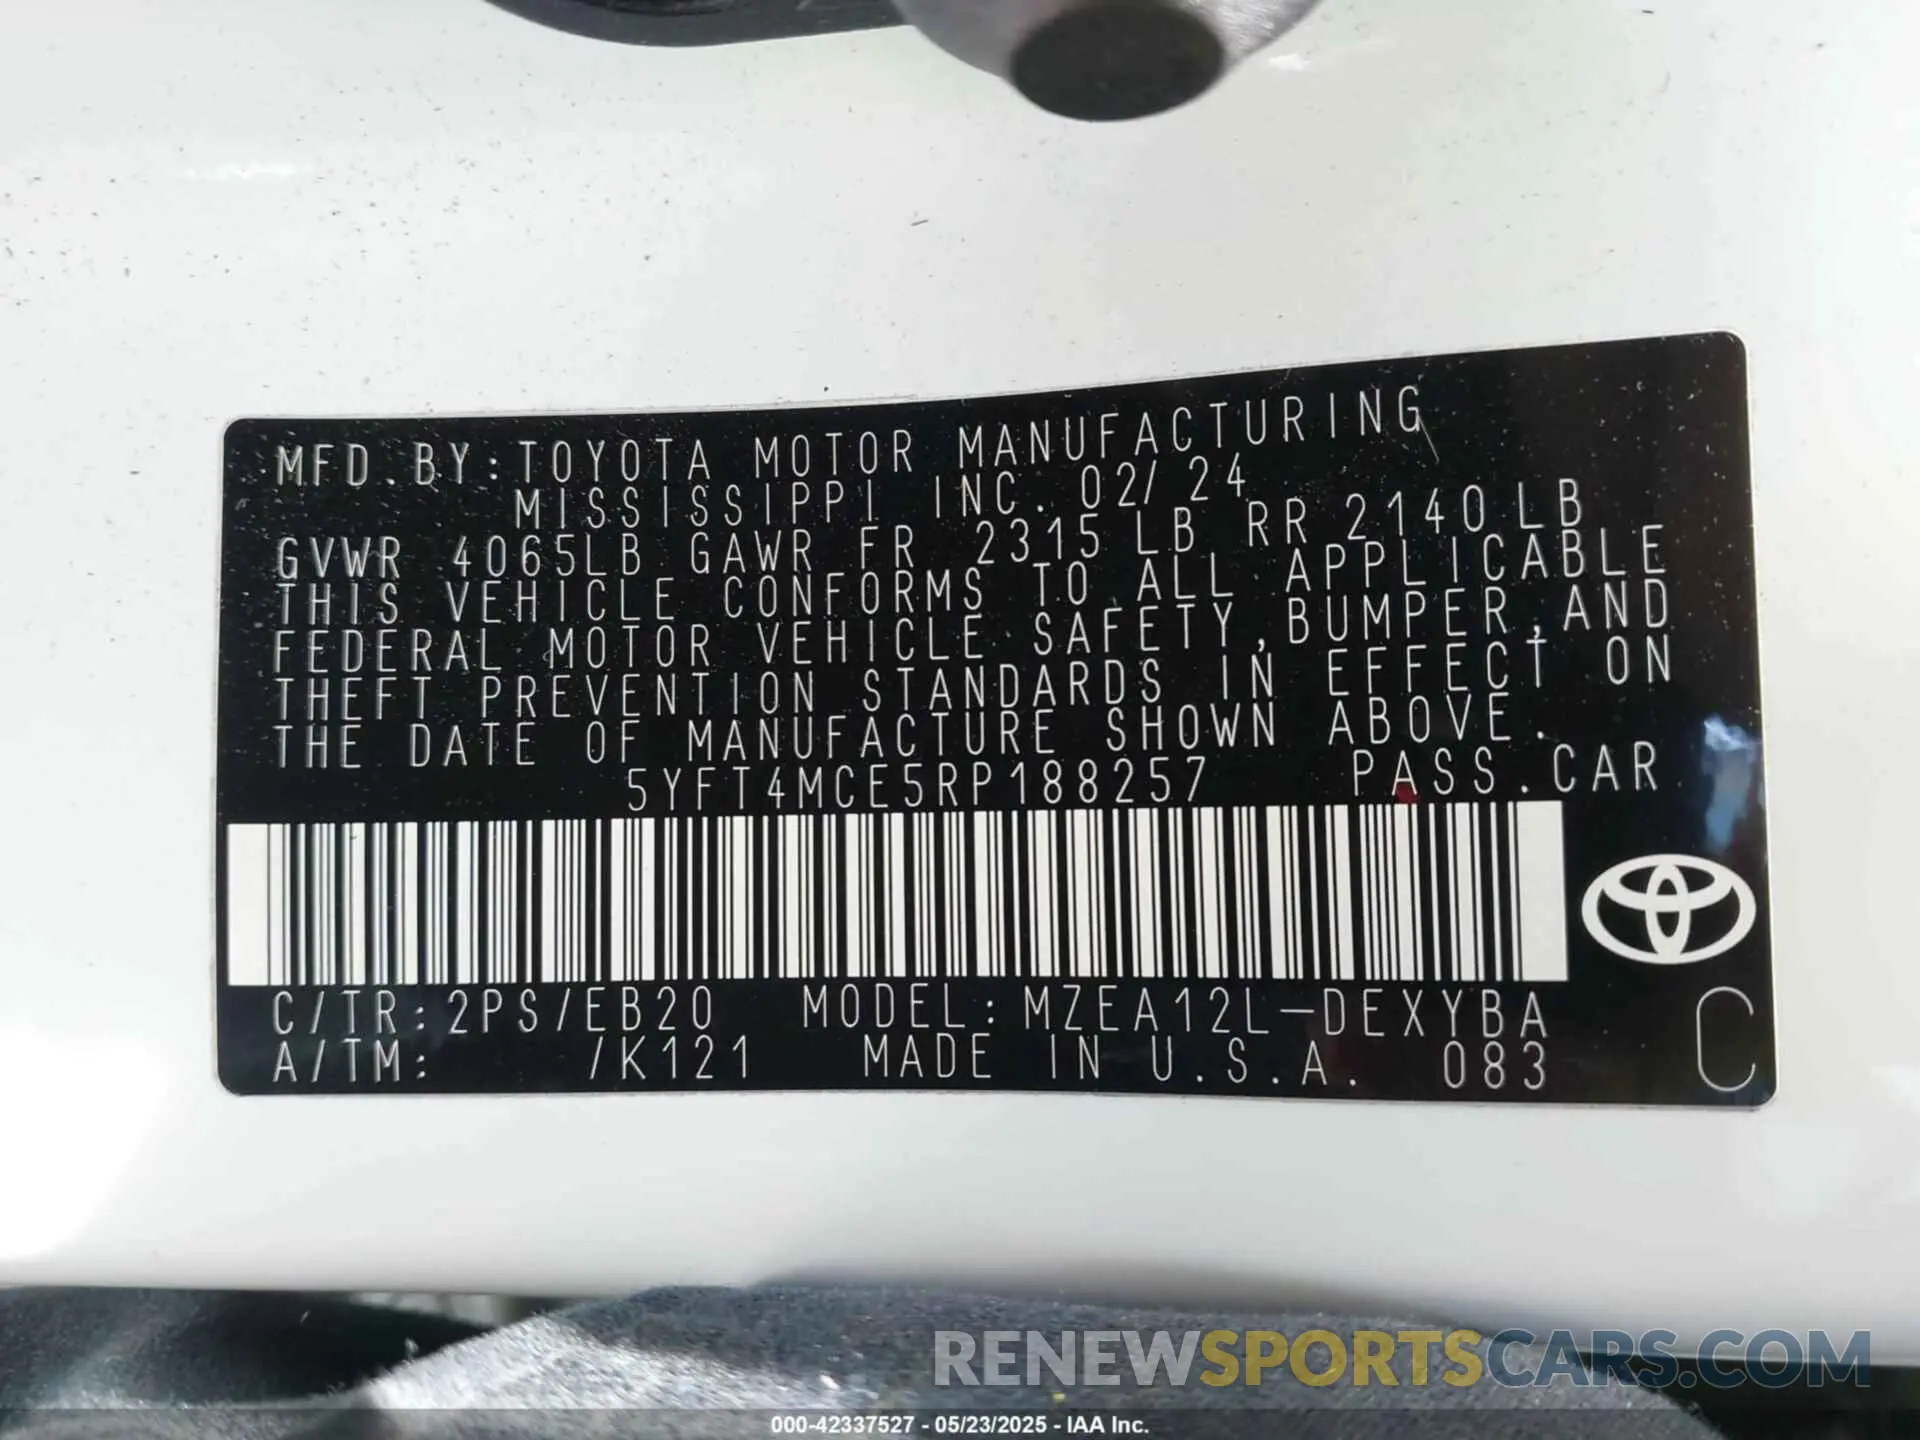 MFD.BY:TOYOTA MOTOR MANUFACTURING
MISSISSIPPI INC. 02/24
GVWR 4065LB GAWR FR 2315LB RR 2140LB
THIS VEHICLE CONFORMS TO ALL APPLICABLE
FEDERAL MOTOR VEHICLE SAFETY,BUMPER,AND
THEFT PREVENTION STANDARDS IN EFFECT ON
THE DATE OF MANUFACTURE SHOWN ABOVE.
5YFT4MCE5RP188257 PASS.CAR
C/TR:2PS/EB20 MODEL:MZEA12L-DEXYBA
A/TM: /K121 MADE IN U.S.A. 083
C
RENEWSPORTSCARS.COM
000-42337527 - 05/23/2025 - IAA Inc.